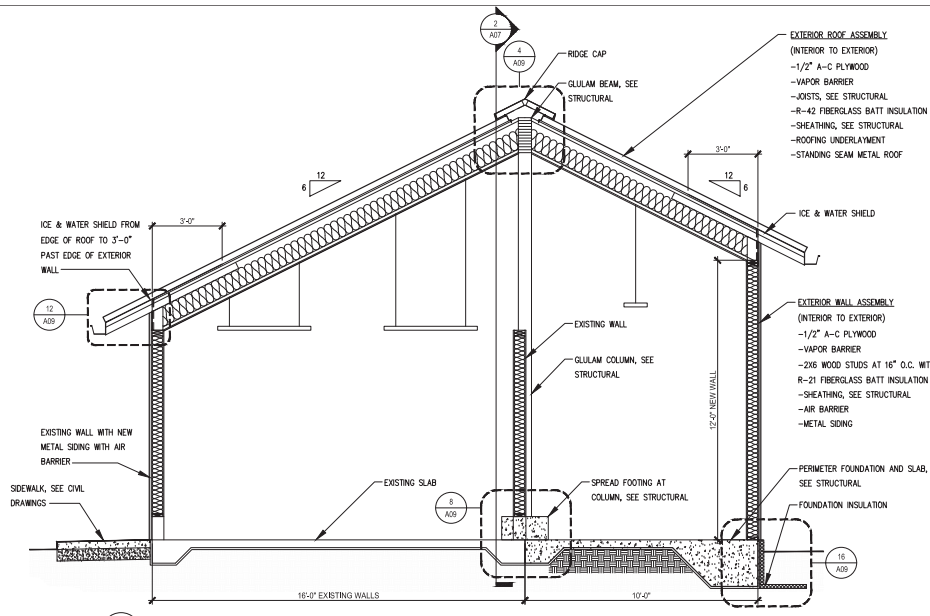 2
A07
4
A09
RIDGE CAP
GLULAM BEAM, SEE
STRUCTURAL
EXTERIOR ROOF ASSEMBLY
(INTERIOR TO EXTERIOR)
-1/2" A-C PLYWOOD
-VAPOR BARRIER
-JOISTS, SEE STRUCTURAL
-R-42 FIBERGLASS BATT INSULATION
-SHEATHING, SEE STRUCTURAL
-ROOFING UNDERLAYMENT
-STANDING SEAM METAL ROOF
12
6
3'-0"
12
6
ICE & WATER SHIELD FROM
EDGE OF ROOF TO 3'-0"
PAST EDGE OF EXTERIOR
WALL
3'-0"
ICE & WATER SHIELD
12
A09
EXISTING WALL
GLULAM COLUMN, SEE
STRUCTURAL
12'-0" NEW WALL
EXTERIOR WALL ASSEMBLY
(INTERIOR TO EXTERIOR)
-1/2" A-C PLYWOOD
-VAPOR BARRIER
-2X6 WOOD STUDS AT 16" O.C. WIT
R-21 FIBERGLASS BATT INSULATION
-SHEATHING, SEE STRUCTURAL
-AIR BARRIER
-METAL SIDING
EXISTING WALL WITH NEW
METAL SIDING WITH AIR
BARRIER
SIDEWALK, SEE CIVIL
DRAWINGS
EXISTING SLAB
8
A09
SPREAD FOOTING AT
COLUMN, SEE STRUCTURAL
PERIMETER FOUNDATION AND SLAB,
SEE STRUCTURAL
FOUNDATION INSULATION
16
A09
16'-0" EXISTING WALLS
10'-0"